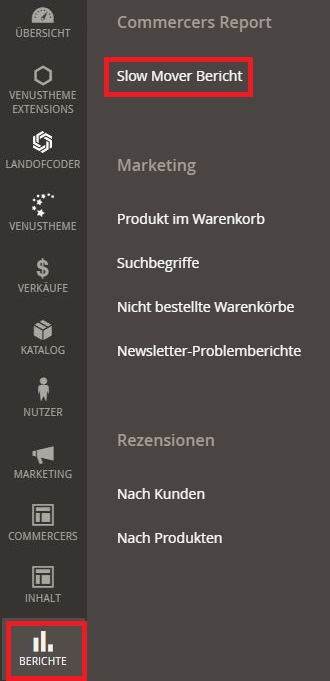 ÜBERSICHT
VENUSTHEME
EXTENSIONS
LANDOFCODER
VENUSTHEME
VERKÄUFE
KATALOG
NUTZER
MARKETING
COMMERCERS
INHALT
BERICHTE
Commercers Report
Slow Mover Bericht
Marketing
Produkt im Warenkorb
Suchbegriffe
Nicht bestellte Warenkörbe
Newsletter-Problemberichte
Rezensionen
Nach Kunden
Nach Produkten